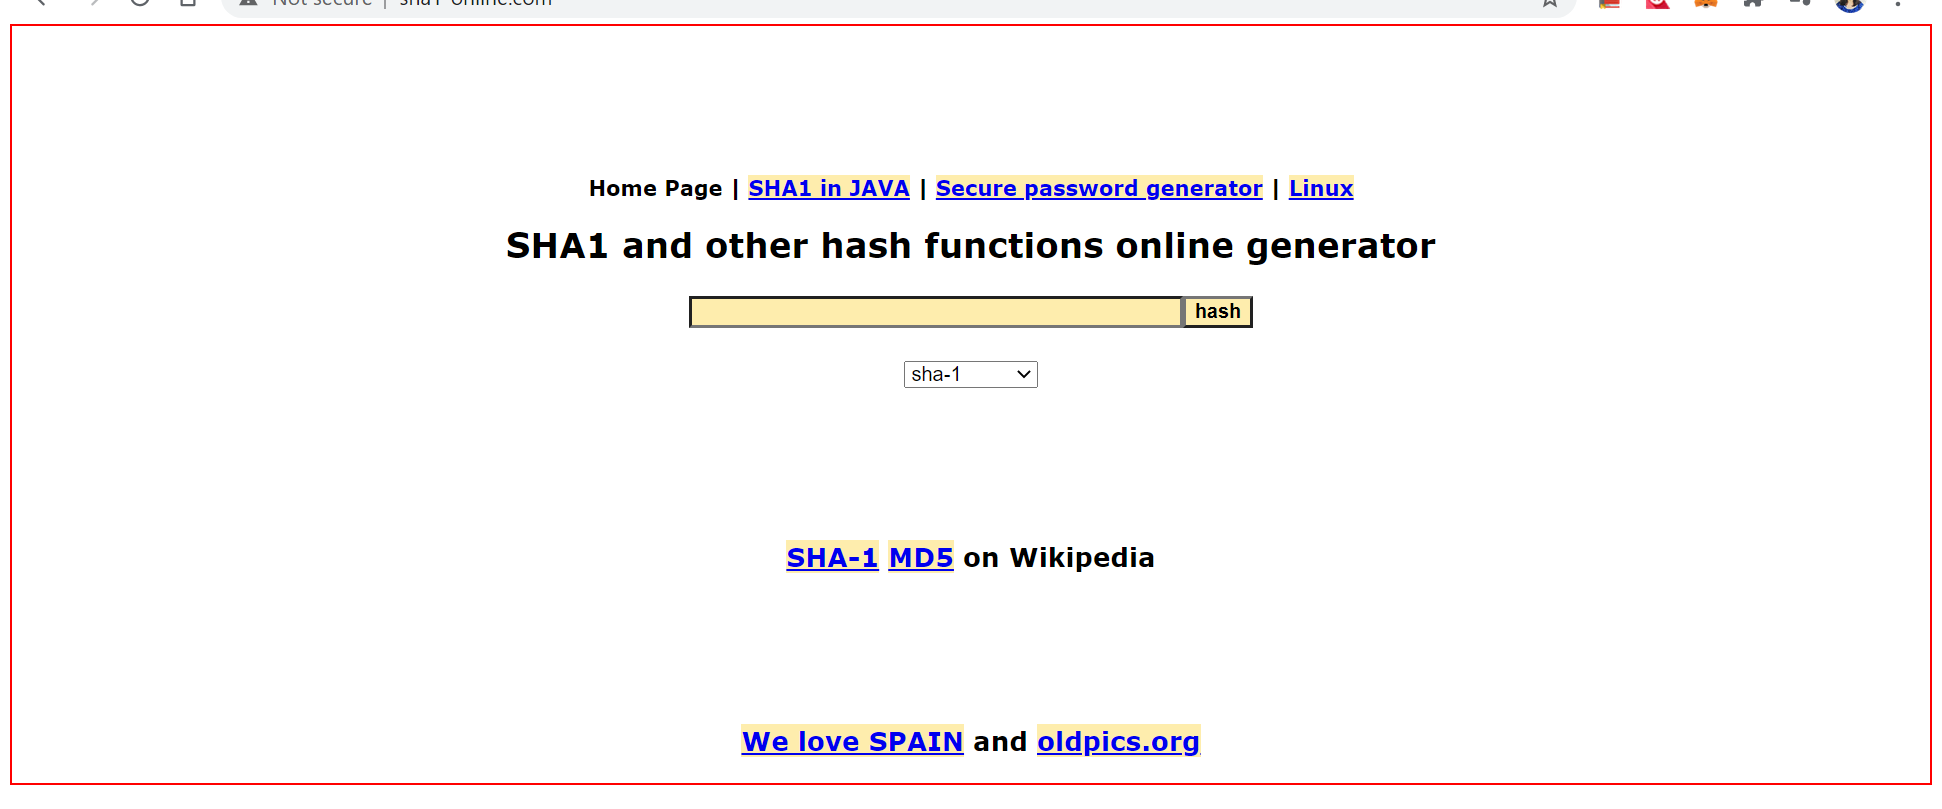 Not secure | sha1-online.com
Home Page | SHA1 in JAVA | Secure password generator | Linux
SHA1 and other hash functions online generator
hash
sha-1
SHA-1 MD5 on Wikipedia
We love SPAIN and oldpics.org